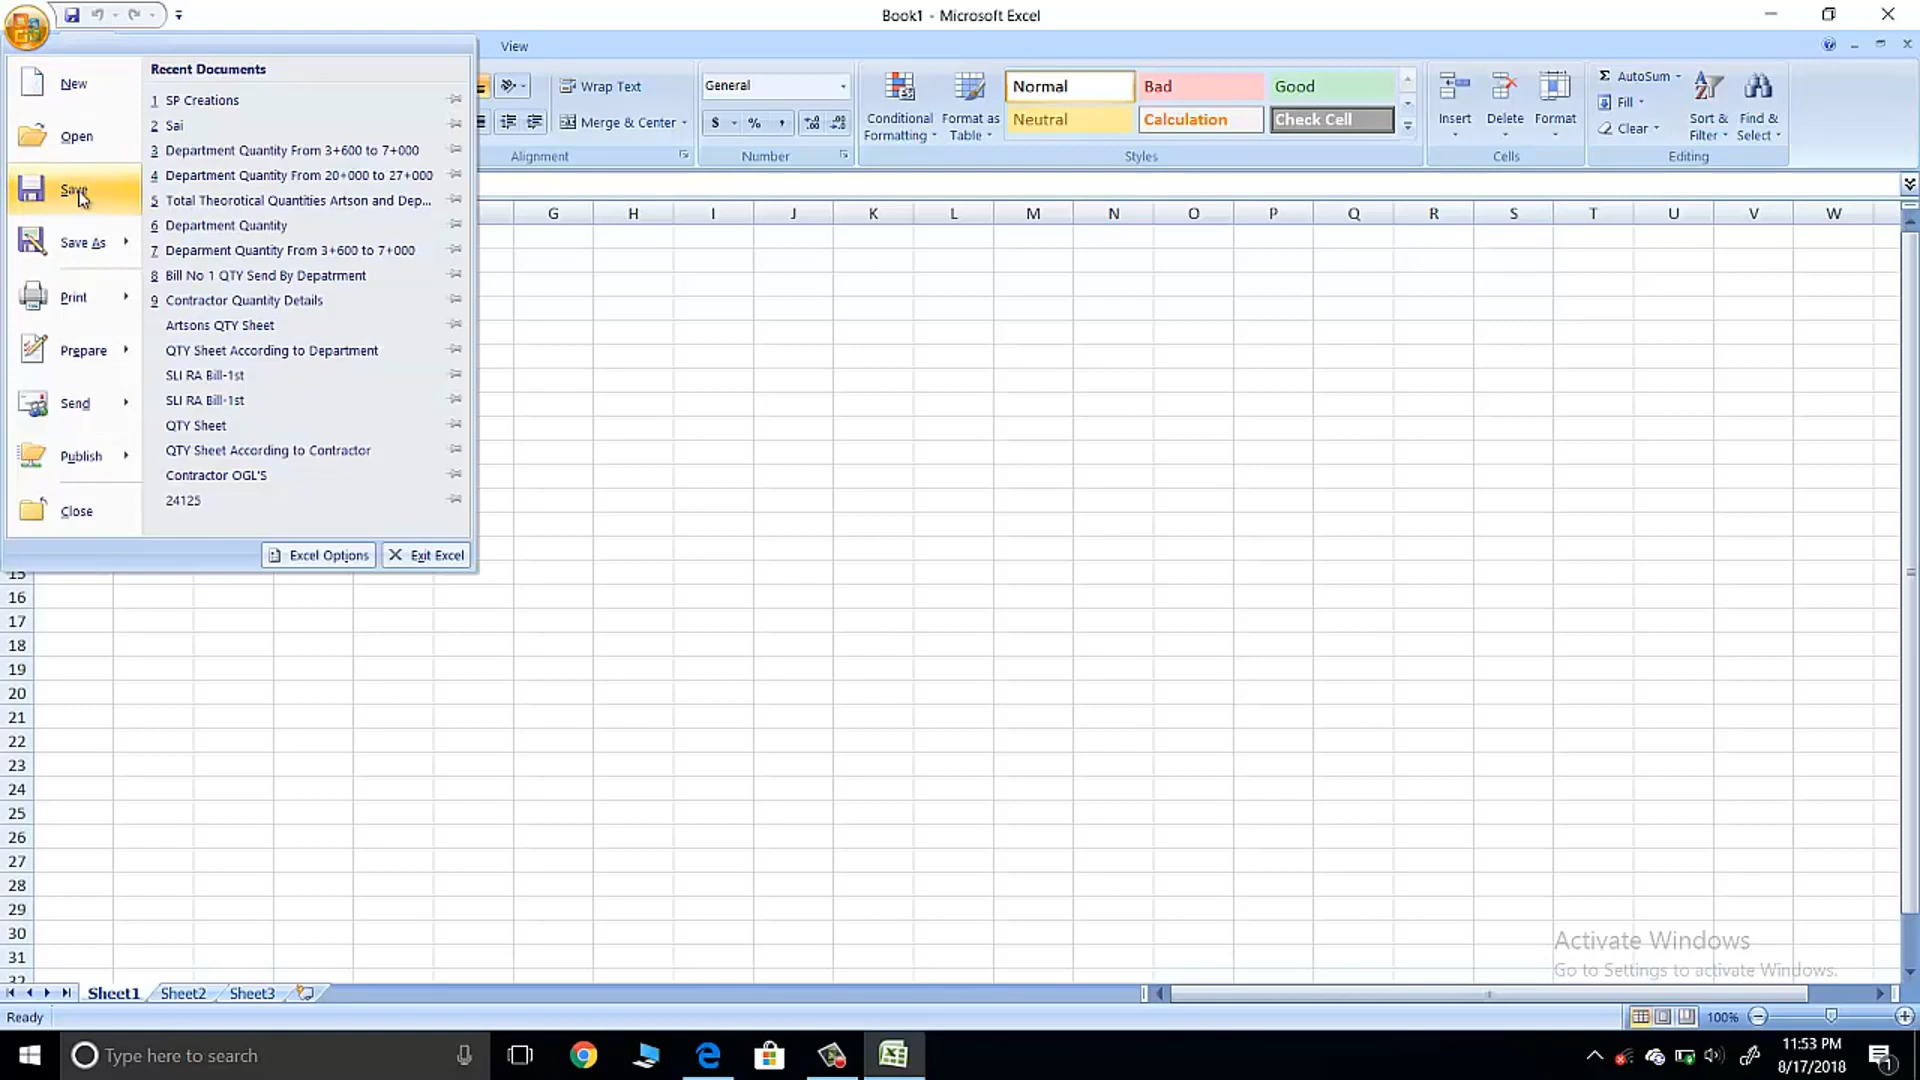 Book1 - Microsoft Excel
View
New
Open
Save
Save As
Print
Prepare
Send
Publish
Close
Recent Documents
1 SP Creations
2 Sai
3 Department Quantity From 3+600 to 7+000
4 Department Quantity From 20+000 to 27+000
5 Total Theorotical Quantities Artson and Dep...
6 Department Quantity
7 Deparment Quantity From 3+600 to 7+000
8 Bill No 1 QTY Send By Depatrment
9 Contractor Quantity Details
Artsons QTY Sheet
QTY Sheet According to Department
SLI RA Bill-1st
SLI RA Bill-1st
QTY Sheet
QTY Sheet According to Contractor
Contractor OGL'S
24125
Excel Options
Exit Excel
Wrap Text
Merge & Center
Alignment
General
$ % ,
Number
Conditional Formatting
Format as Table
Normal
Bad
Good
Neutral
Calculation
Check Cell
Styles
Insert
Delete
Format
Cells
Σ AutoSum
Fill
Clear
Sort & Filter
Find & Select
Editing
G H I J K L M N O P Q R S T U V W
15
16
17
18
19
20
21
22
23
24
25
26
27
28
29
30
31
32
Activate Windows
Go to Settings to activate Windows.
Sheet1 Sheet2 Sheet3
Ready
100%
Type here to search
11:53 PM
8/17/2018
1